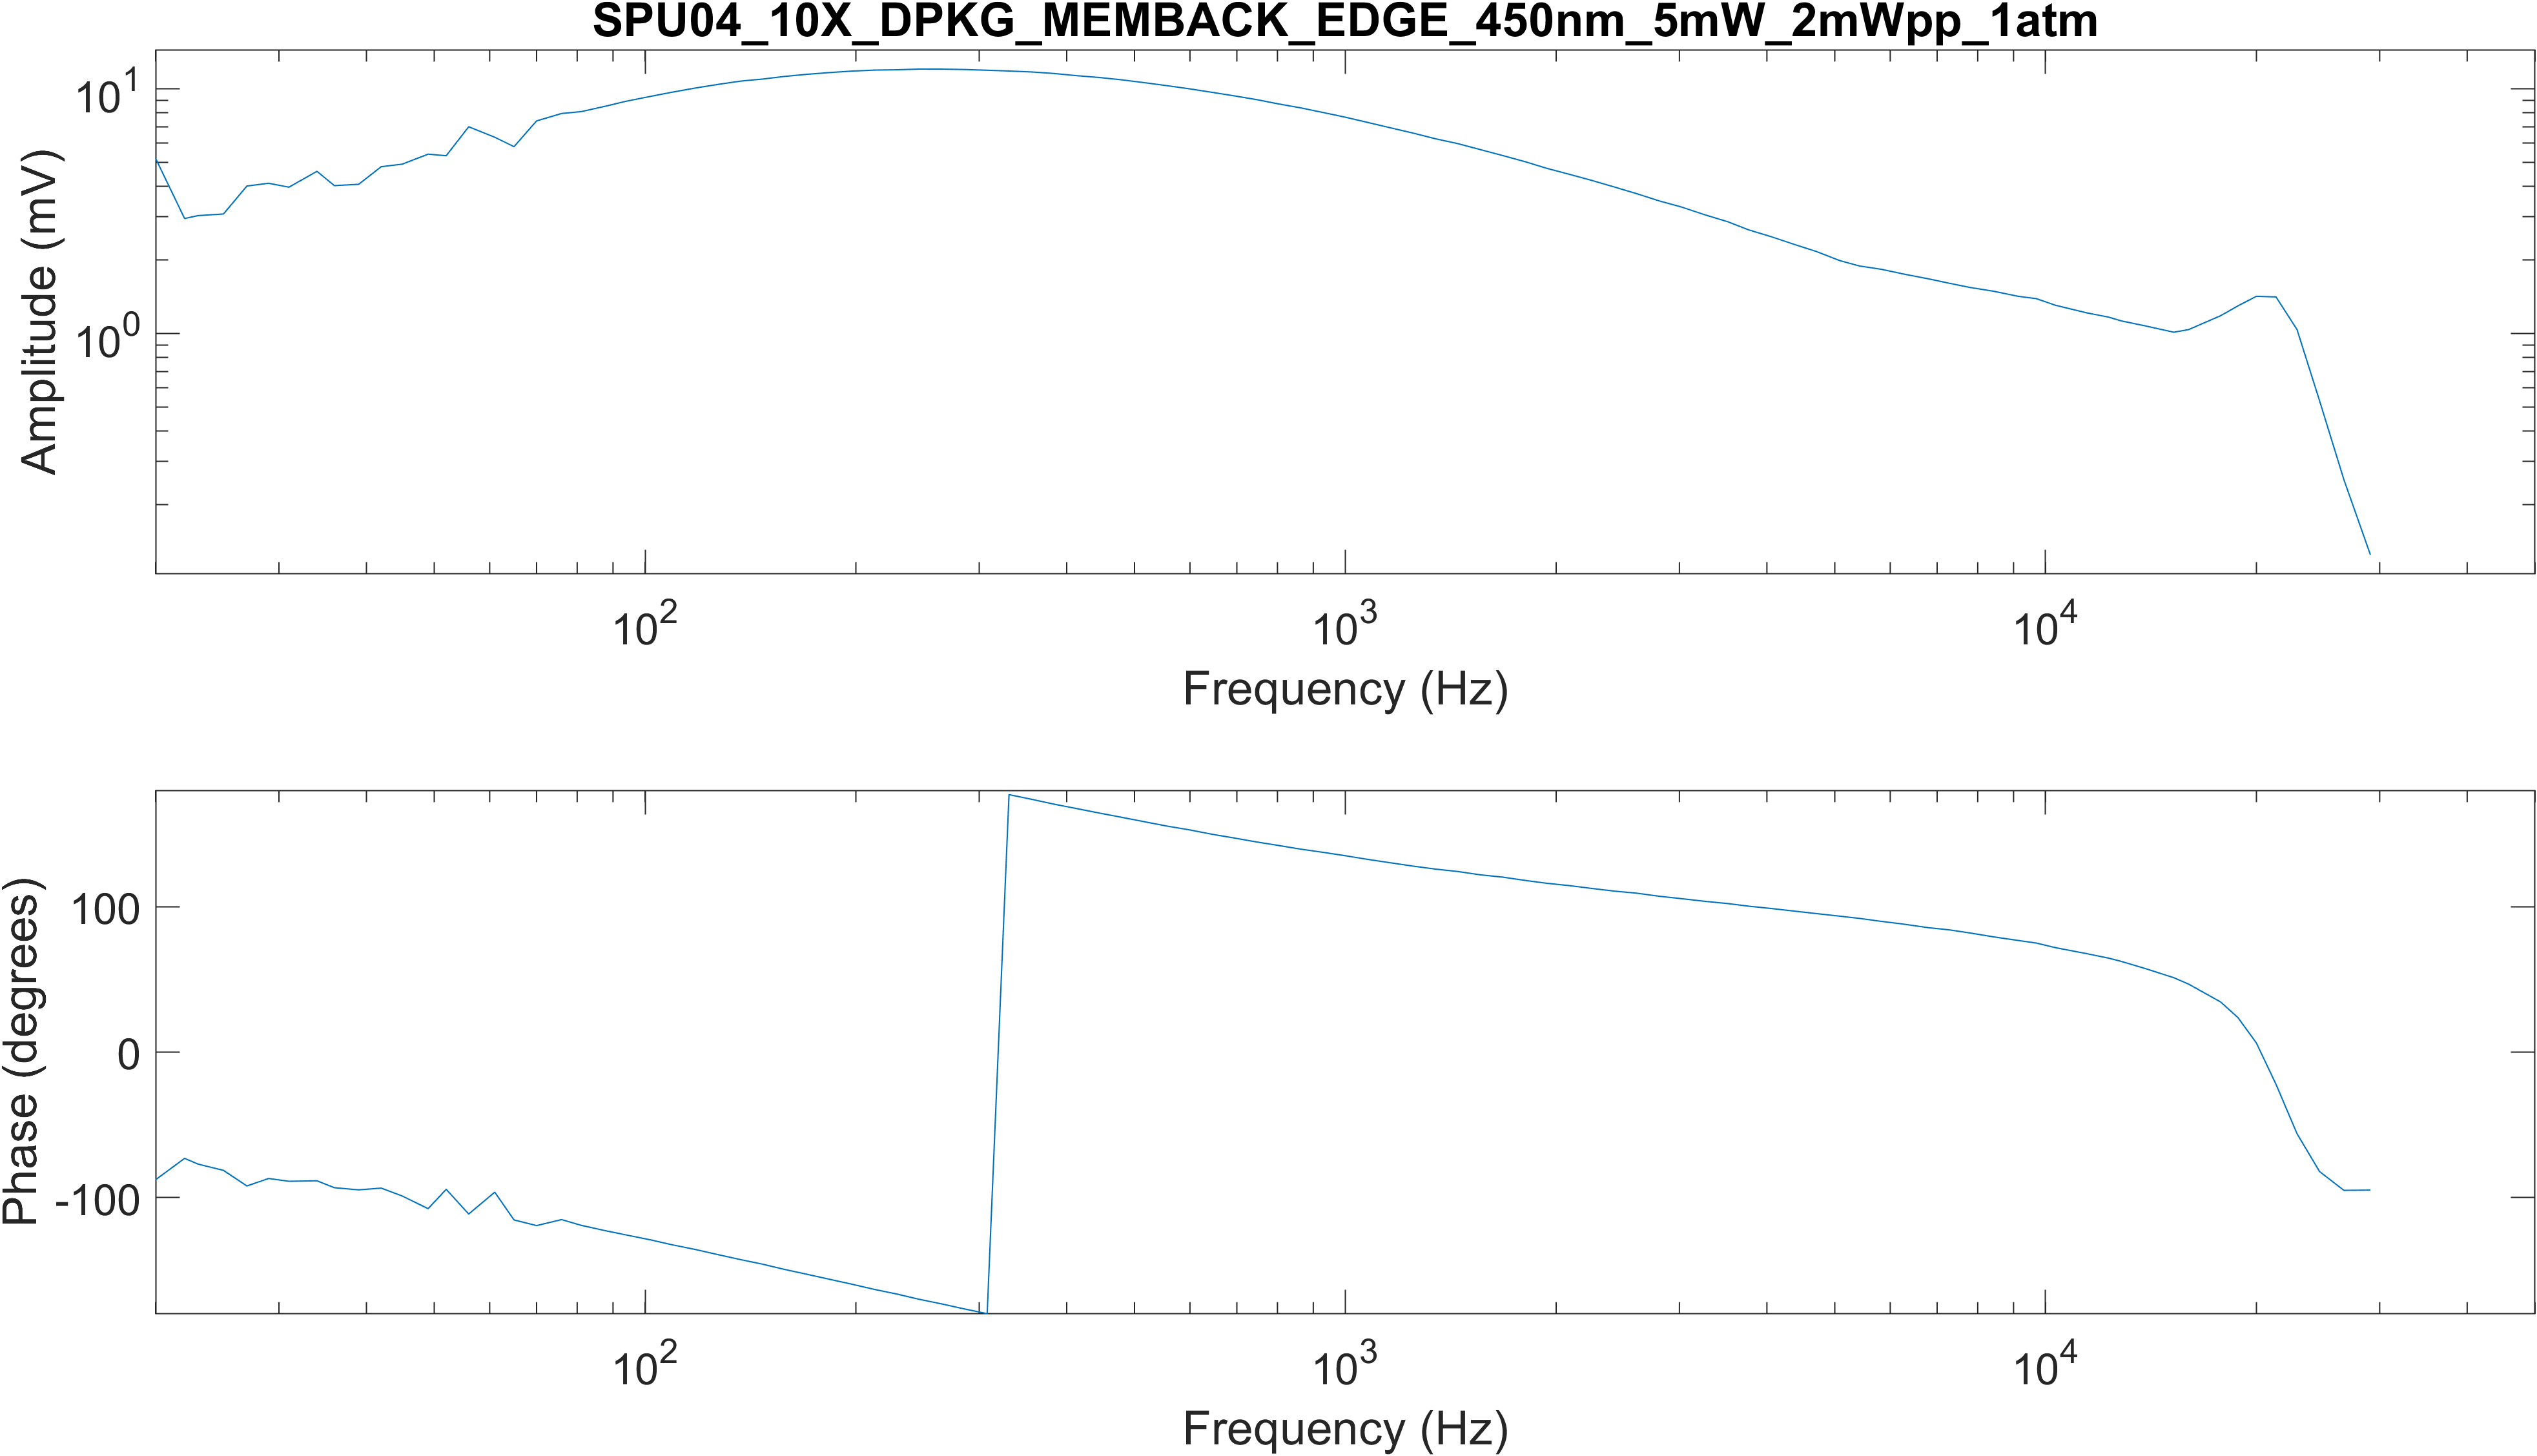 SPU04_10X_DPKG_MEMBACK_EDGE_450nm_5mW_2mWpp_1atm
Amplitude (mV)
10^1
10^0
10^2
10^3
10^4
Frequency (Hz)
Phase (degrees)
100
0
-100
10^2
10^3
10^4
Frequency (Hz)